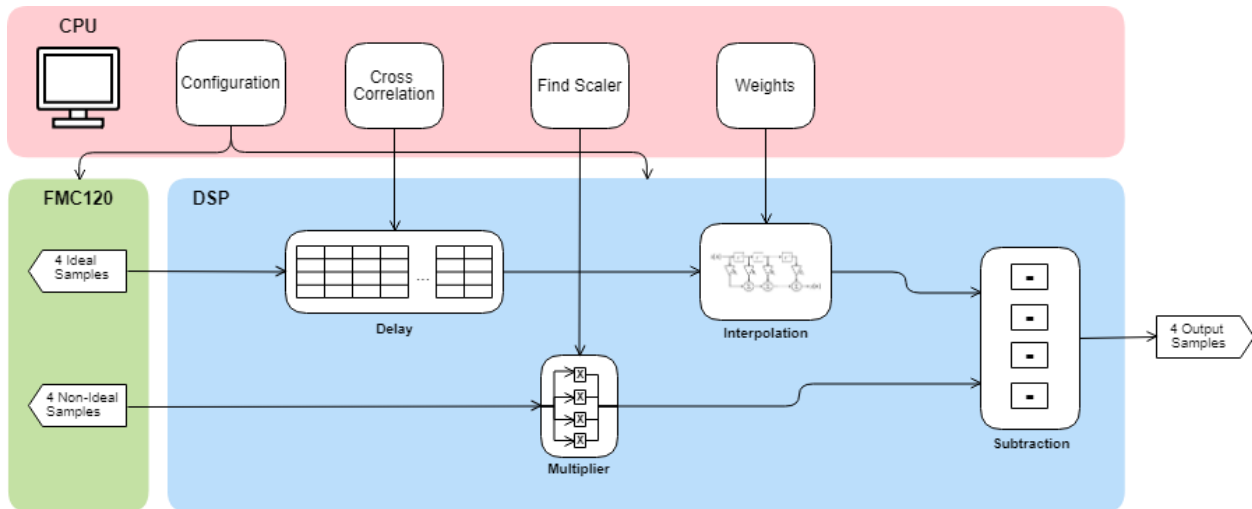 CPU
Configuration
Cross
Correlation
Find Scaler
Weights
FMC120
DSP
4 Ideal
Samples
...
Delay
Interpolation
-
-
-
-
Subtraction
4 Output
Samples
4 Non-Ideal
Samples
X
X
X
X
Multiplier